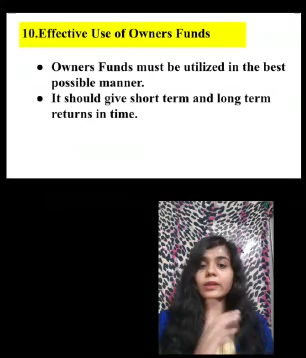 10.Effective Use of Owners Funds
● Owners Funds must be utilized in the best
possible manner.
● It should give short term and long term
returns in time.